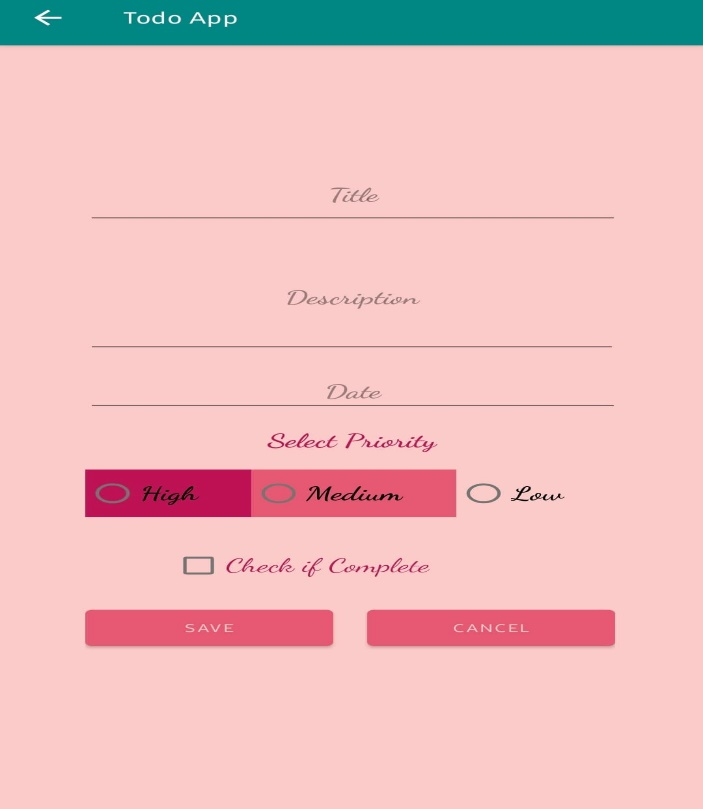 Todo App
Title
Description
Date
Select Priority
High Medium Low
Check if Complete
SAVE CANCEL